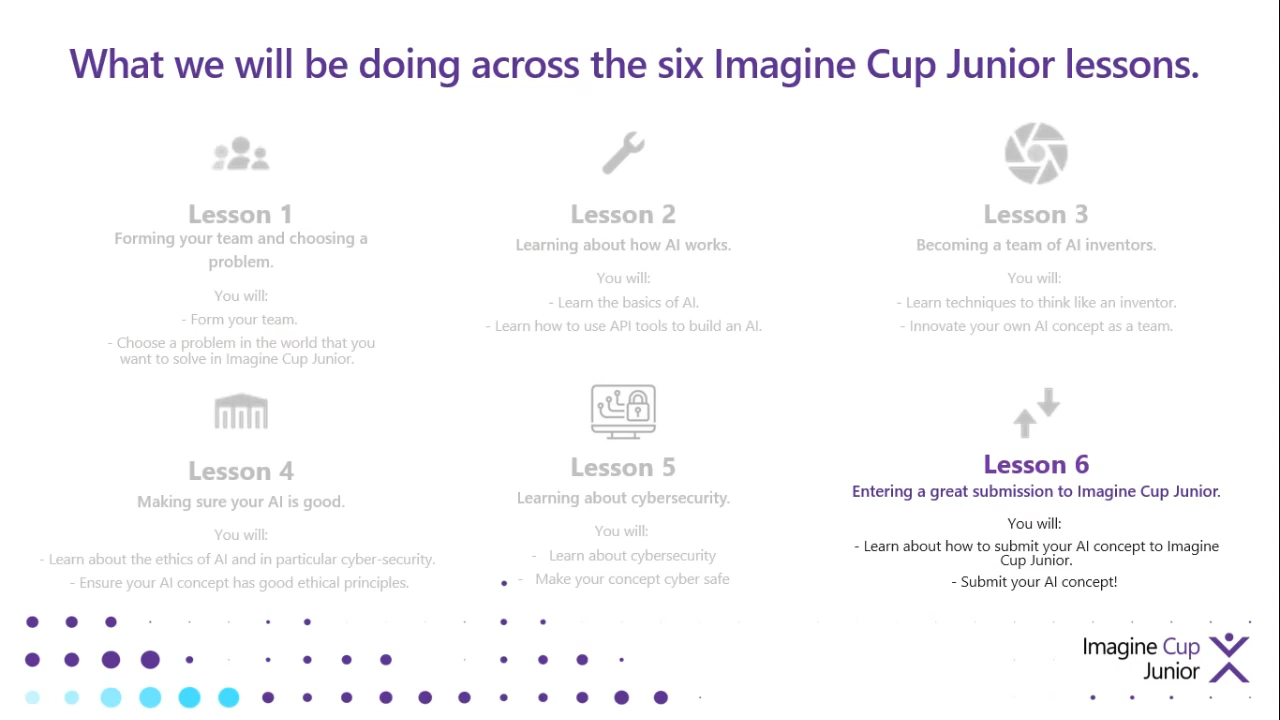 What we will be doing across the six Imagine Cup Junior lessons.
Lesson 1
Forming your team and choosing a
problem.
You will:
- Form your team.
- Choose a problem in the world that you
want to solve in Imagine Cup Junior.
Lesson 2
Learning about how AI works.
You will:
- Learn the basics of AI.
- Learn how to use API tools to build an AI.
Lesson 3
Becoming a team of AI inventors.
You will:
- Learn techniques to think like an inventor.
- Innovate your own AI concept as a team.
Lesson 4
Making sure your AI is good.
You will:
- Learn about the ethics of AI and in particular cyber-security.
- Ensure your AI concept has good ethical principles.
Lesson 5
Learning about cybersecurity.
You will:
- Learn about cybersecurity
- Make your concept cyber safe
Lesson 6
Entering a great submission to Imagine Cup Junior.
You will:
- Learn about how to submit your AI concept to Imagine
Cup Junior.
- Submit your AI concept!
Imagine Cup
Junior